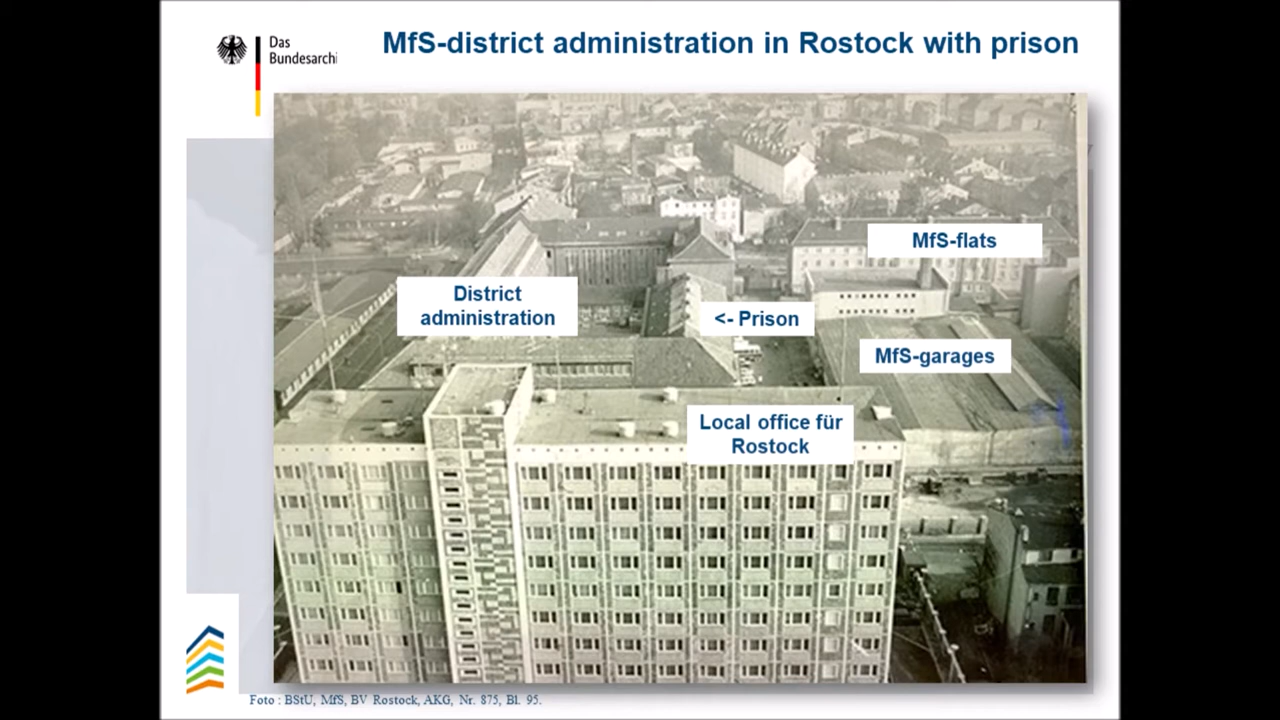 Das
Bundesarchi
MfS-district administration in Rostock with prison
MfS-flats
District
administration
<- Prison
MfS-garages
Local office für
Rostock
Foto : BStU, MfS, BV Rostock, AKG, Nr. 875, Bl. 95.